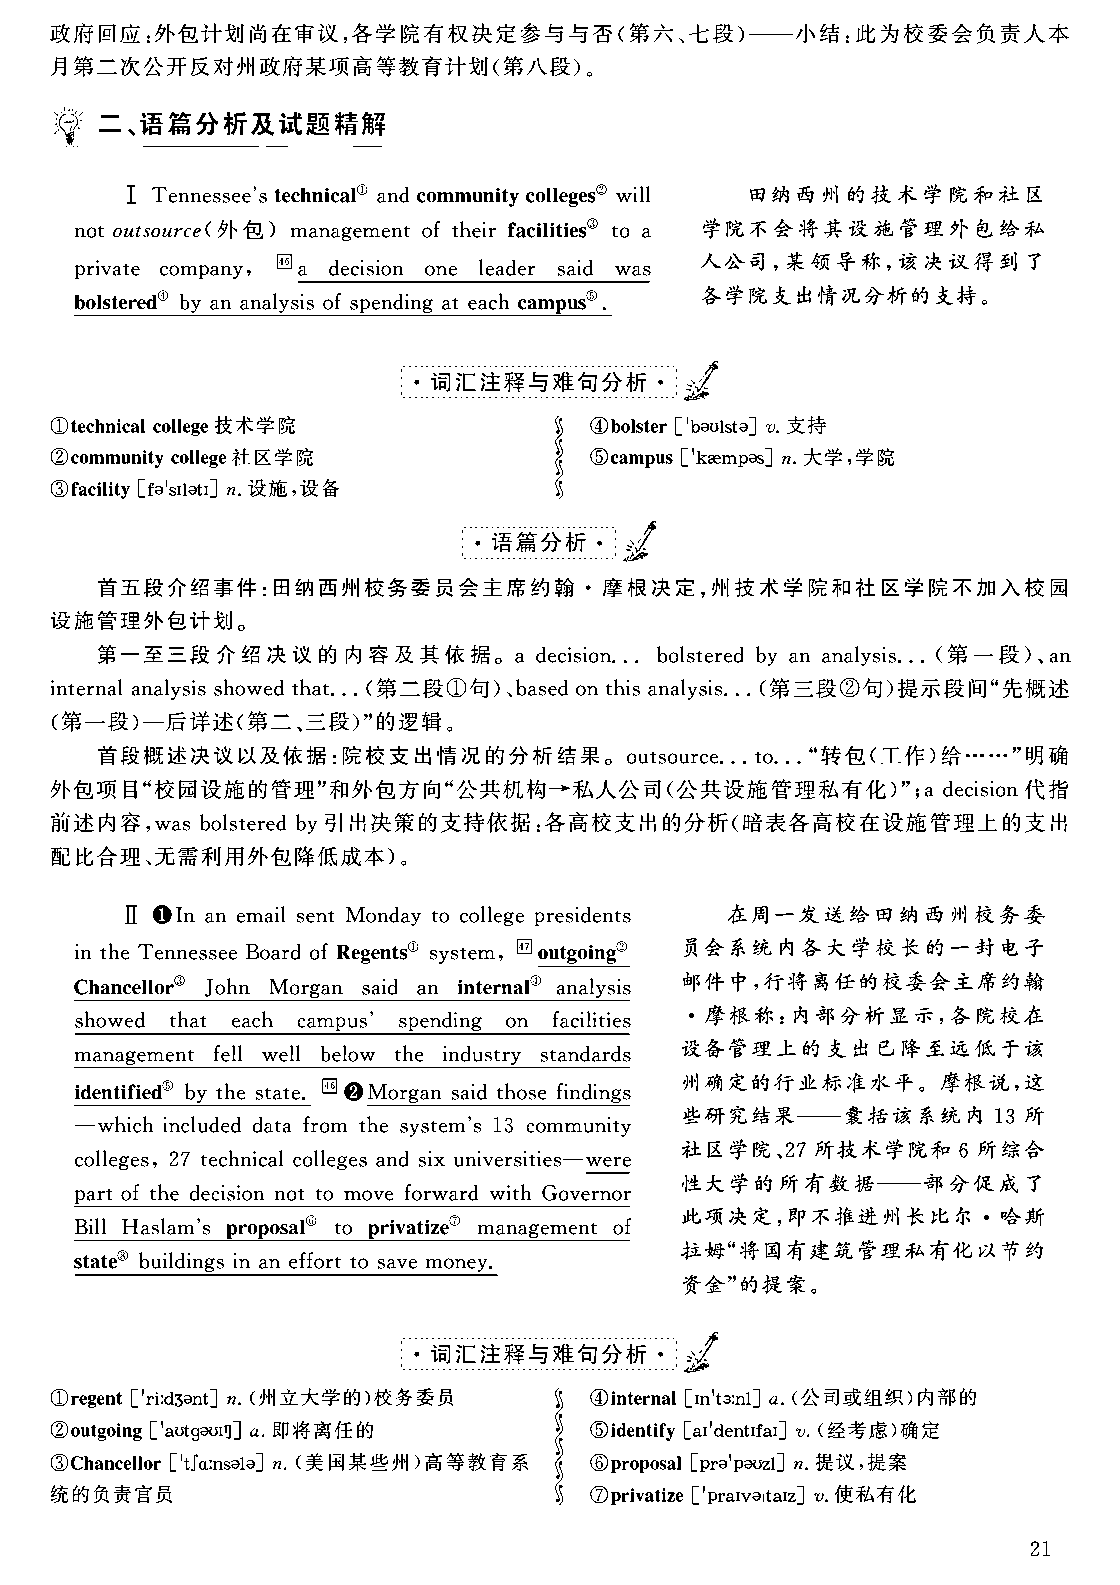 政府回应:外包计划尚在审议,各学院有权决定参与与否(第六、七段)——小结:此为校委会负责人本
月第二次公开反对州政府某项高等教育计划(第八段)。
二、语篇分析及试题精解
Ⅰ Tennessee's technical① and community colleges② will
not outsource(外包) management of their facilities③ to a
private company, 46 a decision one leader said was
bolstered④ by an analysis of spending at each campus⑤.
田纳西州的技术学院和社区
学院不会将其设施管理外包给私
人公司,某领导称,该决议得到了
各学院支出情况分析的支持。
·词汇注释与难句分析·
①technical college 技术学院
②community college 社区学院
③facility [fəˈsɪlətɪ] n. 设施,设备
④bolster [ˈbəʊlstə] v. 支持
⑤campus [ˈkæmpəs] n. 大学,学院
·语篇分析·
首五段介绍事件:田纳西州校务委员会主席约翰·摩根决定,州技术学院和社区学院不加入校园
设施管理外包计划。
第一至三段介绍决议的内容及其依据。a decision... bolstered by an analysis...(第一段)、an
internal analysis showed that...(第二段①句)、based on this analysis...(第三段②句)提示段间“先概述
(第一段)—后详述(第二、三段)”的逻辑。
首段概述决议以及依据:院校支出情况的分析结果。outsource... to...“转包(工作)给……”明确
外包项目“校园设施的管理”和外包方向“公共机构→私人公司(公共设施管理私有化)”;a decision 代指
前述内容,was bolstered by 引出决策的支持依据:各高校支出的分析(暗表各高校在设施管理上的支出
配比合理、无需利用外包降低成本)。
Ⅱ ❶In an email sent Monday to college presidents
in the Tennessee Board of Regents① system, 47 outgoing②
Chancellor③ John Morgan said an internal④ analysis
showed that each campus' spending on facilities
management fell well below the industry standards
identified⑤ by the state. 46 ❷Morgan said those findings
—which included data from the system's 13 community
colleges, 27 technical colleges and six universities—were
part of the decision not to move forward with Governor
Bill Haslam's proposal⑥ to privatize⑦ management of
state⑧ buildings in an effort to save money.
在周一发送给田纳西州校务委
员会系统内各大学校长的一封电子
邮件中,行将离任的校委会主席约翰
·摩根称:内部分析显示,各院校在
设备管理上的支出已降至远低于该
州确定的行业标准水平。摩根说,这
些研究结果——囊括该系统内 13 所
社区学院、27 所技术学院和 6 所综合
性大学的所有数据——部分促成了
此项决定,即不推进州长比尔·哈斯
拉姆“将国有建筑管理私有化以节约
资金”的提案。
·词汇注释与难句分析·
①regent [ˈriːdʒənt] n. (州立大学的)校务委员
②outgoing [ˈaʊtɡəʊɪŋ] a. 即将离任的
③Chancellor [ˈtʃɑːnsələ] n. (美国某些州)高等教育系
统的负责官员
④internal [ɪnˈtɜːnl] a. (公司或组织)内部的
⑤identify [aɪˈdentɪfaɪ] v. (经考虑)确定
⑥proposal [prəˈpəʊzl] n. 提议,提案
⑦privatize [ˈpraɪvəˌtaɪz] v. 使私有化
21